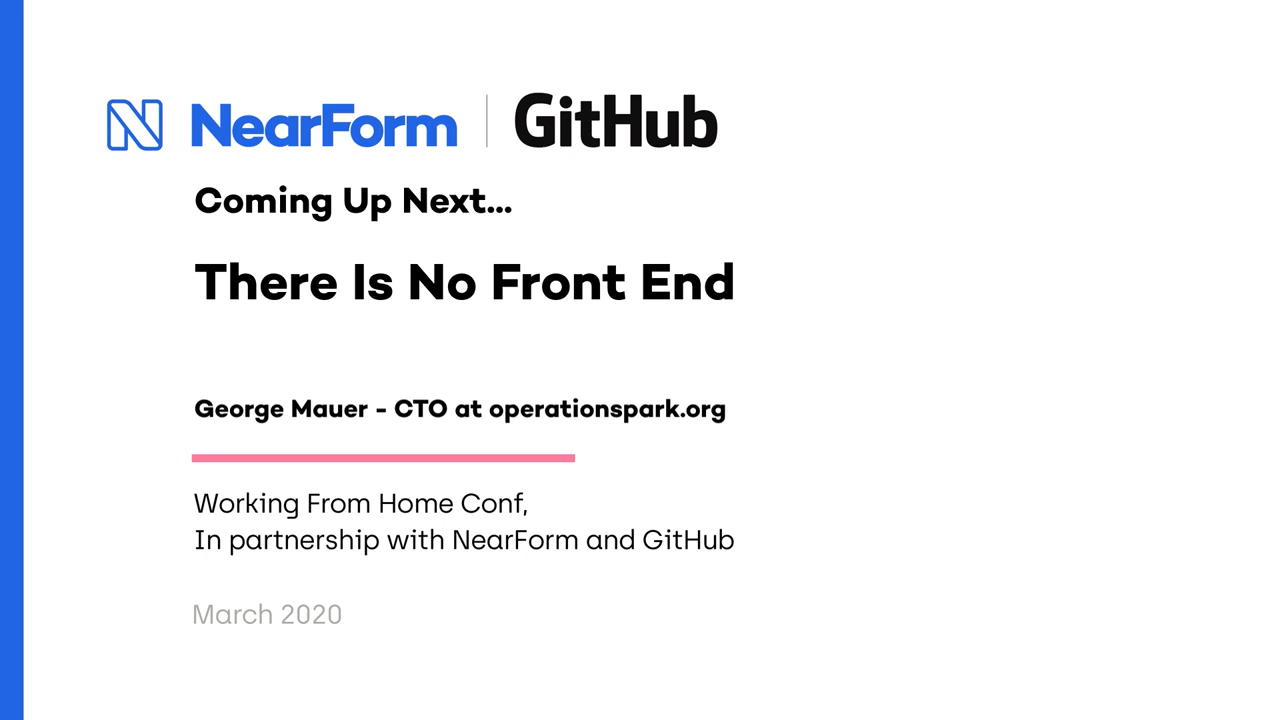 NearForm | GitHub
Coming Up Next...
There Is No Front End
George Mauer - CTO at operationspark.org
Working From Home Conf,
In partnership with NearForm and GitHub
March 2020